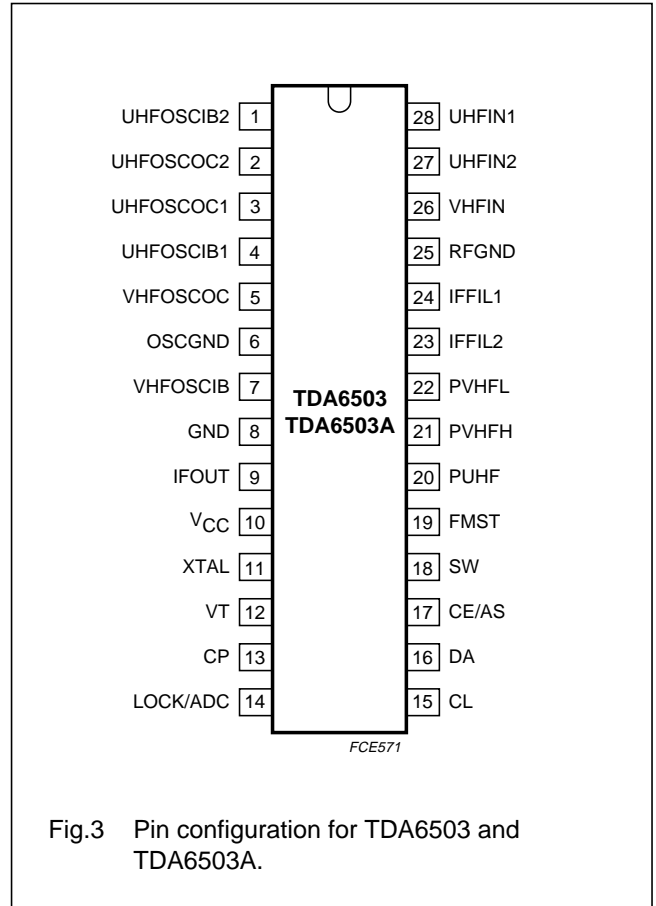 UHFOSCIB2 1 28 UHFIN1
UHFOSCOC2 2 27 UHFIN2
UHFOSCOC1 3 26 VHFIN
UHFOSCIB1 4 25 RFGND
VHFOSCOC 5 24 IFFIL1
OSCGND 6 23 IFFIL2
VHFOSCIB 7 22 PVHFL
TDA6503
TDA6503A
GND 8 21 PVHFH
IFOUT 9 20 PUHF
VCC 10 19 FMST
XTAL 11 18 SW
VT 12 17 CE/AS
CP 13 16 DA
LOCK/ADC 14 15 CL
FCE571
Fig.3 Pin configuration for TDA6503 and
TDA6503A.